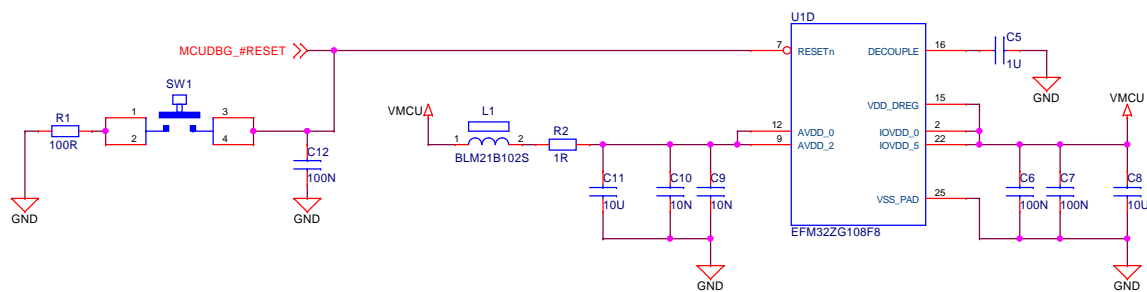 U1D
MCUDBG_#RESET
7
RESETn
DECOUPLE
16
C5
1U
GND
SW1
R1
100R
1
2
3
4
C12
100N
GND
GND
VMCU
L1
1
2
BLM21B102S
R2
1R
12
AVDD_0
9
AVDD_2
VDD_DREG
15
IOVDD_0
2
IOVDD_5
22
VMCU
C11
10U
C10
10N
C9
10N
GND
VSS_PAD
25
EFM32ZG108F8
C6
100N
C7
100N
C8
10U
GND